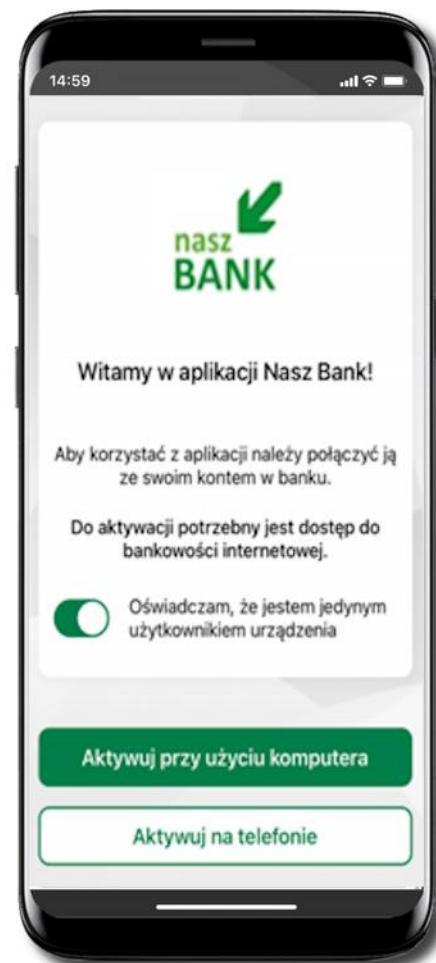 14:59
nasz
BANK
Witamy w aplikacji Nasz Bank!
Aby korzystać z aplikacji należy połączyć ją
ze swoim kontem w banku.
Do aktywacji potrzebny jest dostęp do
bankowości internetowej.
Oświadczam, że jestem jedynym
użytkownikiem urządzenia
Aktywuj przy użyciu komputera
Aktywuj na telefonie